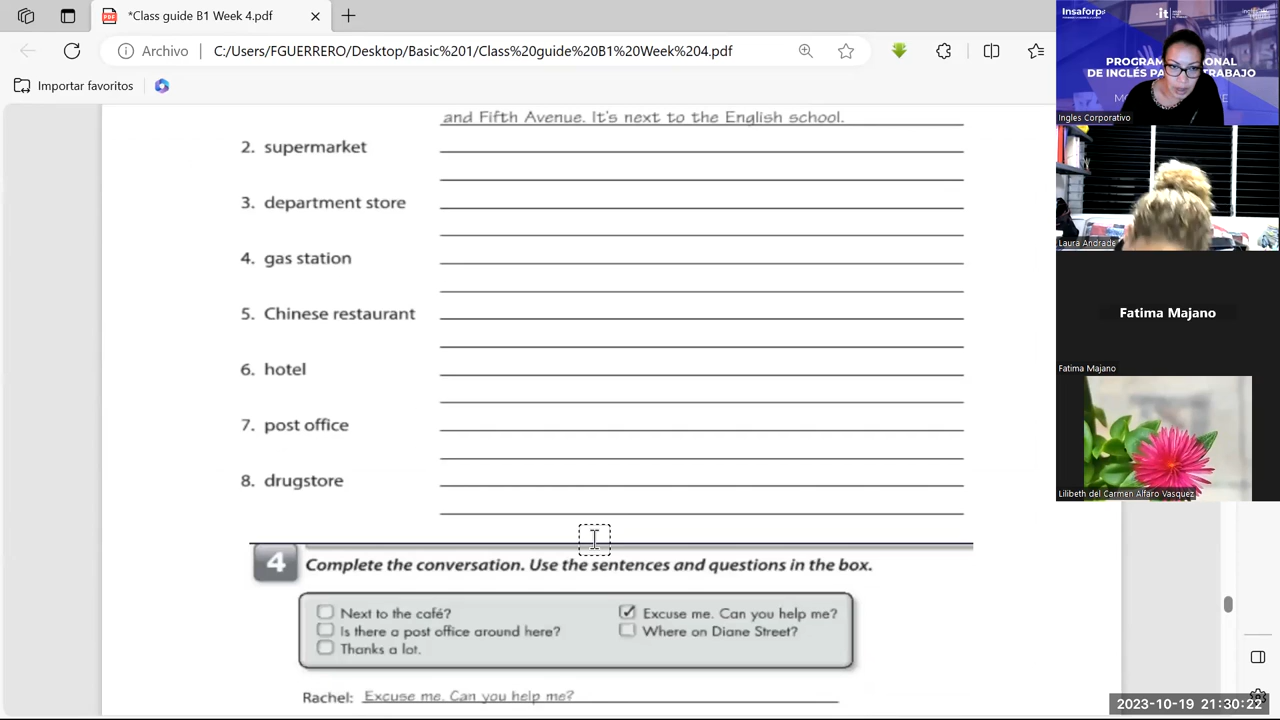 *Class guide B1 Week 4.pdf
Archivo
C:/Users/FGUERRERO/Desktop/Basic%201/Class%20guide%20B1%20Week%204.pdf
Importar favoritos
and Fifth Avenue. It's next to the English school.
2. supermarket
3. department store
4. gas station
5. Chinese restaurant
6. hotel
7. post office
8. drugstore
4 Complete the conversation. Use the sentences and questions in the box.
Next to the café?
Excuse me. Can you help me?
Is there a post office around here?
Where on Diane Street?
Thanks a lot.
Rachel: Excuse me. Can you help me?
Insaforp
Ingles Corporativo
Laura Andrade
Fatima Majano
Fatima Majano
Lilibeth del Carmen Alfaro Vasquez
2023-10-19 21:30:22